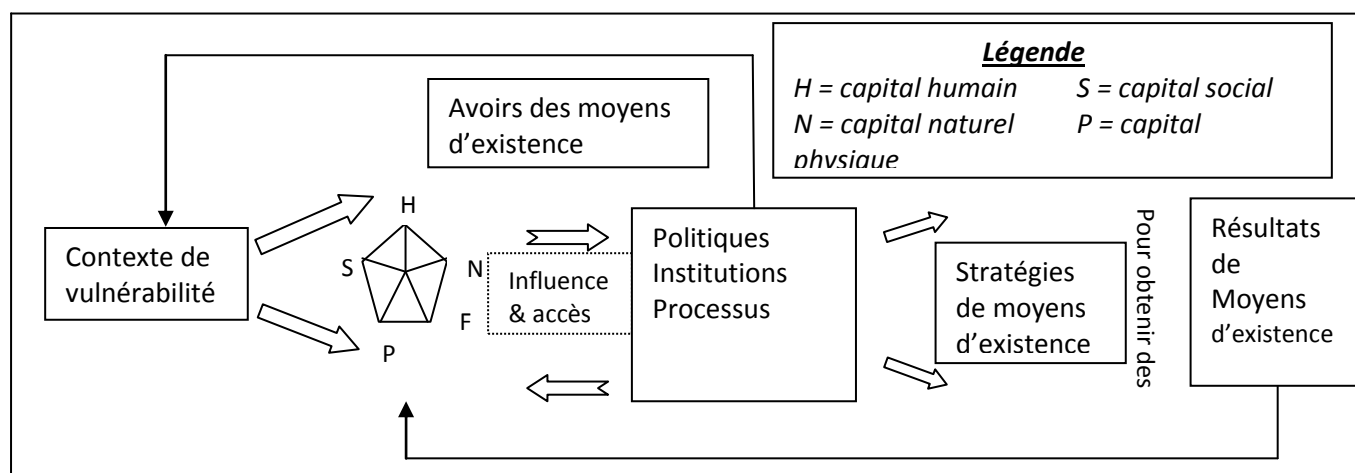 Légende
H = capital humain S = capital social
N = capital naturel P = capital
physique
Avoirs des moyens
d’existence
Contexte de
vulnérabilité
H
S
N
F
P
Influence
& accès
Politiques
Institutions
Processus
Stratégies
de moyens
d’existence
Pour obtenir des
Résultats
de
Moyens
d’existence